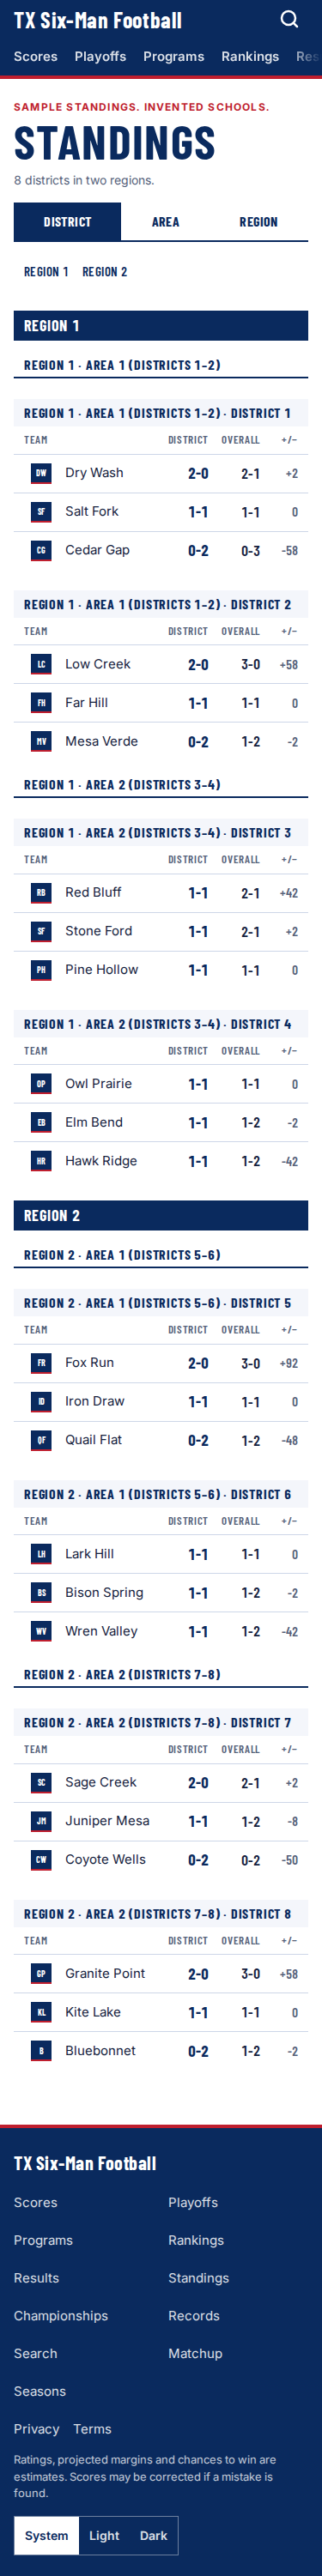 TX Six-Man Football
Scores Playoffs Programs Rankings Res
SAMPLE STANDINGS. INVENTED SCHOOLS.
STANDINGS
8 districts in two regions.
DISTRICT AREA REGION
REGION 1 REGION 2
REGION 1
REGION 1 · AREA 1 (DISTRICTS 1–2)
REGION 1 · AREA 1 (DISTRICTS 1–2) · DISTRICT 1
TEAM DISTRICT OVERALL +/−
DW Dry Wash 2-0 2-1 +2
SF Salt Fork 1-1 1-1 0
CG Cedar Gap 0-2 0-3 -58
REGION 1 · AREA 1 (DISTRICTS 1–2) · DISTRICT 2
TEAM DISTRICT OVERALL +/−
LC Low Creek 2-0 3-0 +58
FH Far Hill 1-1 1-1 0
MV Mesa Verde 0-2 1-2 -2
REGION 1 · AREA 2 (DISTRICTS 3–4)
REGION 1 · AREA 2 (DISTRICTS 3–4) · DISTRICT 3
TEAM DISTRICT OVERALL +/−
RB Red Bluff 1-1 2-1 +42
SF Stone Ford 1-1 2-1 +2
PH Pine Hollow 1-1 1-1 0
REGION 1 · AREA 2 (DISTRICTS 3–4) · DISTRICT 4
TEAM DISTRICT OVERALL +/−
OP Owl Prairie 1-1 1-1 0
EB Elm Bend 1-1 1-2 -2
HR Hawk Ridge 1-1 1-2 -42
REGION 2
REGION 2 · AREA 1 (DISTRICTS 5–6)
REGION 2 · AREA 1 (DISTRICTS 5–6) · DISTRICT 5
TEAM DISTRICT OVERALL +/−
FR Fox Run 2-0 3-0 +92
ID Iron Draw 1-1 1-1 0
QF Quail Flat 0-2 1-2 -48
REGION 2 · AREA 1 (DISTRICTS 5–6) · DISTRICT 6
TEAM DISTRICT OVERALL +/−
LH Lark Hill 1-1 1-1 0
BS Bison Spring 1-1 1-2 -2
WV Wren Valley 1-1 1-2 -42
REGION 2 · AREA 2 (DISTRICTS 7–8)
REGION 2 · AREA 2 (DISTRICTS 7–8) · DISTRICT 7
TEAM DISTRICT OVERALL +/−
SC Sage Creek 2-0 2-1 +2
JM Juniper Mesa 1-1 1-2 -8
CW Coyote Wells 0-2 0-2 -50
REGION 2 · AREA 2 (DISTRICTS 7–8) · DISTRICT 8
TEAM DISTRICT OVERALL +/−
GP Granite Point 2-0 3-0 +58
KL Kite Lake 1-1 1-1 0
B Bluebonnet 0-2 1-2 -2
TX Six-Man Football
Scores Playoffs
Programs Rankings
Results Standings
Championships Records
Search Matchup
Seasons
Privacy Terms
Ratings, projected margins and chances to win are
estimates. Scores may be corrected if a mistake is
found.
System Light Dark